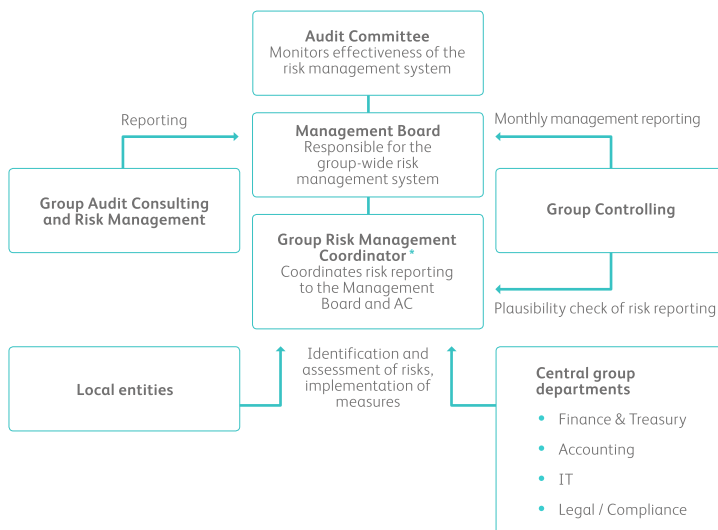 Audit Committee
Monitors effectiveness of the
risk management system
Reporting
Management Board
Responsible for the
group-wide risk
management system
Monthly management reporting
Group Audit Consulting
and Risk Management
Group Controlling
Group Risk Management
Coordinator*
Coordinates risk reporting
to the Management
Board and AC
Plausibility check of risk reporting
Local entities
Identification and
assessment of risks,
implementation of
measures
Central group
departments
• Finance & Treasury
• Accounting
• IT
• Legal / Compliance